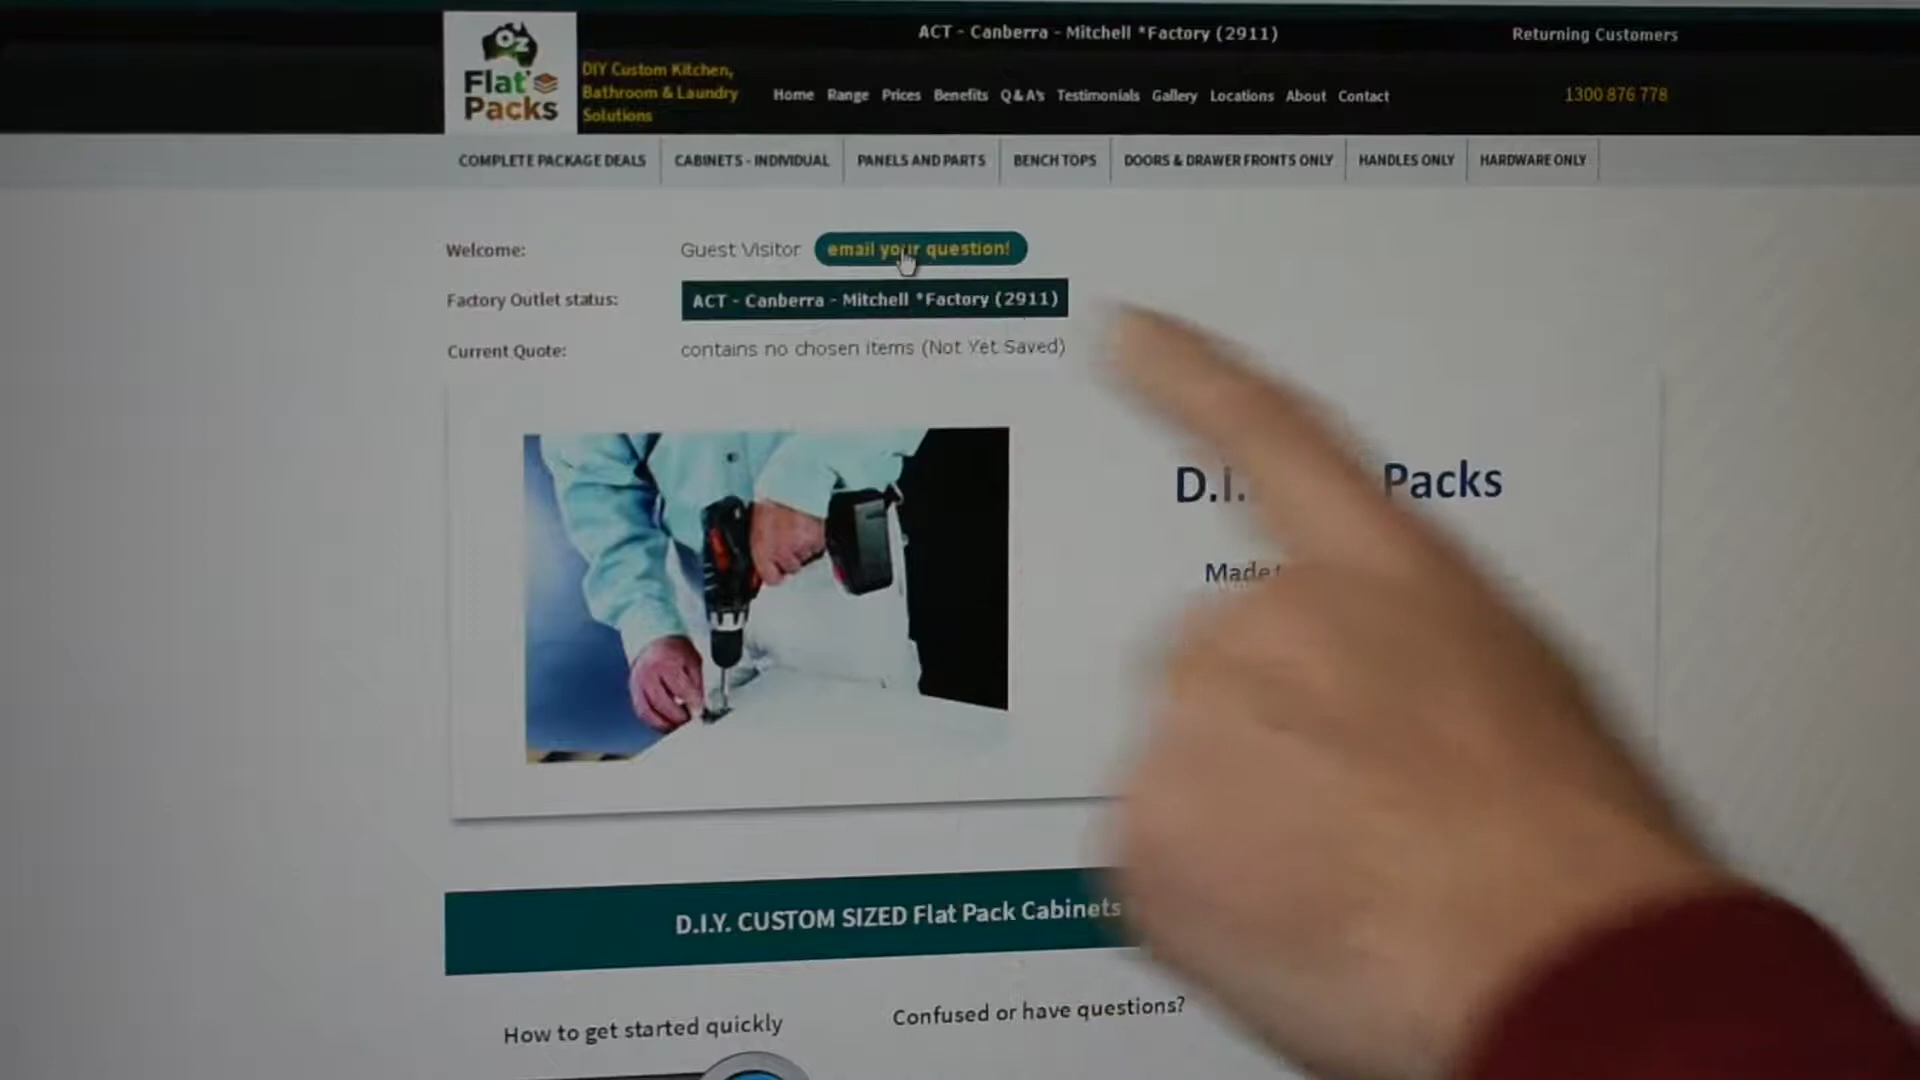 ACT - Canberra - Mitchell *Factory (2911)
Returning Customers
Oz
Flat
Packs
DIY Custom Kitchen,
Bathroom & Laundry
Solutions
Home Range Prices Benefits Q&A's Testimonials Gallery Locations About Contact
1300 876 778
COMPLETE PACKAGE DEALS CABINETS - INDIVIDUAL PANELS AND PARTS BENCH TOPS DOORS & DRAWER FRONTS ONLY HANDLES ONLY HARDWARE ONLY
Welcome: Guest Visitor email your question!
Factory Outlet status: ACT - Canberra - Mitchell *Factory (2911)
Current Quote: contains no chosen items (Not Yet Saved)
D.I. Packs
Made
D.I.Y. CUSTOM SIZED Flat Pack Cabinets
How to get started quickly
Confused or have questions?